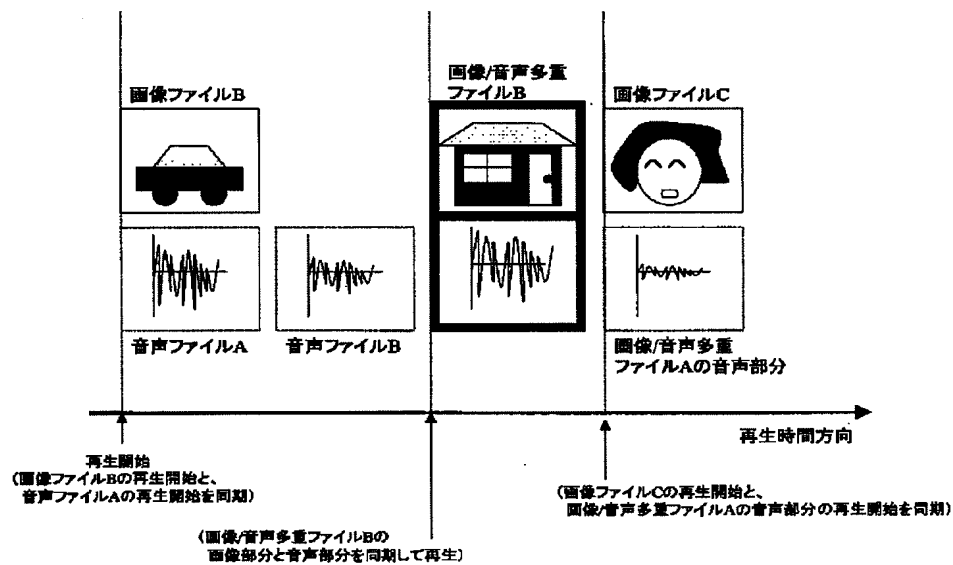 画像ファイルB
画像/音声多重
ファイルB
画像ファイルC
音声ファイルA
音声ファイルB
画像/音声多重
ファイルAの音声部分
再生時間方向
再生開始
(画像ファイルBの再生開始と、
音声ファイルAの再生開始を同期)
(画像/音声多重ファイルBの
画像部分と音声部分を同期して再生)
(画像ファイルCの再生開始と、
画像/音声多重ファイルAの音声部分の再生開始を同期)